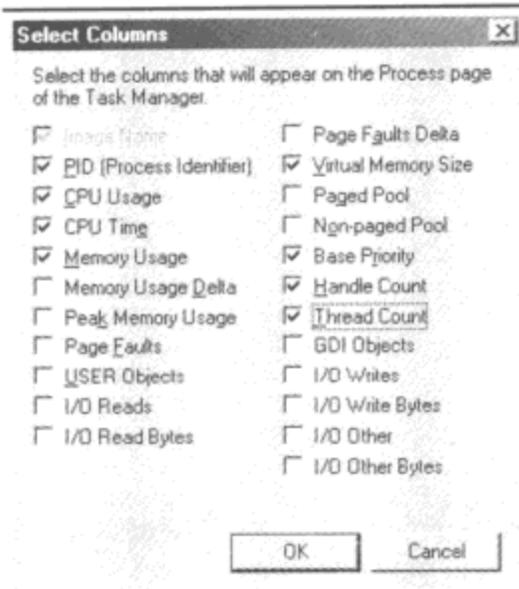 Select Columns
Select the columns that will appear on the Process page
of the Task Manager.
Image Name
PID (Process Identifier)
CPU Usage
CPU Time
Memory Usage
Memory Usage Delta
Peak Memory Usage
Page Faults
USER Objects
I/O Reads
I/O Read Bytes
Page Faults Delta
Virtual Memory Size
Paged Pool
Non-paged Pool
Base Priority
Handle Count
Thread Count
GDI Objects
I/O Writes
I/O Write Bytes
I/O Other
I/O Other Bytes
OK
Cancel